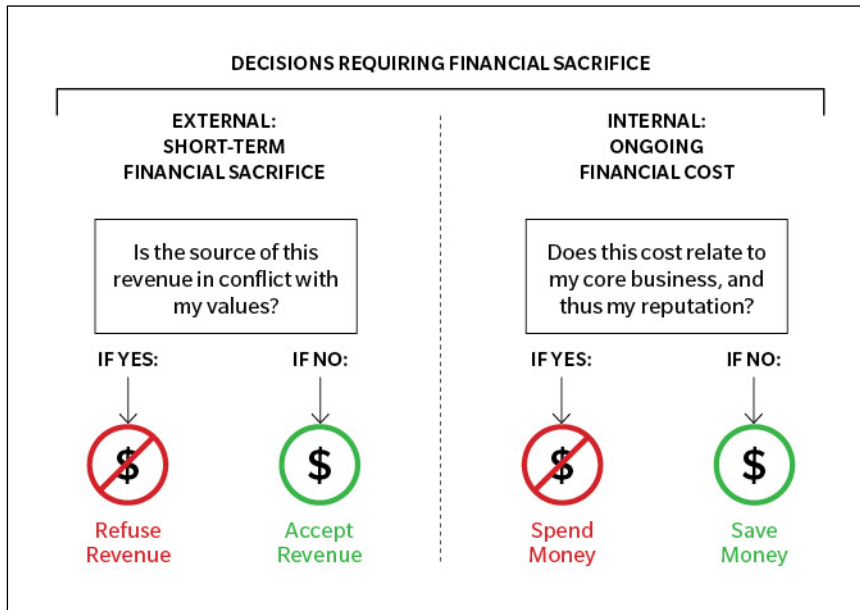 DECISIONS REQUIRING FINANCIAL SACRIFICE
EXTERNAL:
SHORT-TERM
FINANCIAL SACRIFICE
Is the source of this
revenue in conflict with
my values?
IF YES:
IF NO:
$
$
Refuse
Revenue
Accept
Revenue
INTERNAL:
ONGOING
FINANCIAL COST
Does this cost relate to
my core business, and
thus my reputation?
IF YES:
IF NO:
$
$
Spend
Money
Save
Money